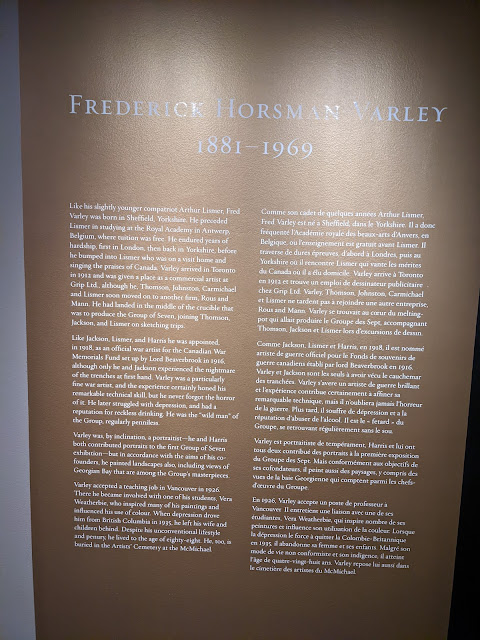 FREDERICK HORSMAN VARLEY
1881–1969
Like his slightly younger compatriot Arthur Lismer, Fred
Varley was born in Sheffield, Yorkshire. He preceded
Lismer in studying at the Royal Academy in Antwerp,
Belgium, where tuition was free. He endured years of
hardship, first in London, then back in Yorkshire, before
he bumped into Lismer who was on a visit home and
singing the praises of Canada. Varley arrived in Toronto
in 1912 and was given a place as a commercial artist at
Grip Ltd., although he, Thomson, Johnston, Carmichael
and Lismer soon moved on to another firm, Rous and
Mann. He had landed in the middle of the crucible that
was to produce the Group of Seven, joining Thomson,
Jackson, and Lismer on sketching trips.
Like Jackson, Lismer, and Harris he was appointed,
in 1918, as an official war artist for the Canadian War
Memorials Fund set up by Lord Beaverbrook in 1916,
although only he and Jackson experienced the nightmare
of the trenches at first hand. Varley was a particularly
fine war artist, and the experience certainly honed his
remarkable technical skill, but he never forgot the horror
of it. He later struggled with depression, and had a
reputation for reckless drinking. He was the "wild man" of
the Group, regularly penniless.
Varley was, by inclination, a portraitist—he and Harris
both contributed portraits to the first Group of Seven
exhibition—but in accordance with the aims of his co-
founders, he painted landscapes also, including views of
Georgian Bay that are among the Group's masterpieces.
Varley accepted a teaching job in Vancouver in 1926.
There he became involved with one of his students, Vera
Weatherbie, who inspired many of his paintings and
influenced his use of colour. When depression drove
him from British Columbia in 1935, he left his wife and
children behind. Despite his unconventional lifestyle
and penury, he lived to the age of eighty-eight. He, too, is
buried in the Artists' Cemetery at the McMichael.
Comme son cadet de quelques années Arthur Lismer,
Fred Varley est né à Sheffield, dans le Yorkshire. Il a donc
fréquenté l'Académie royale des beaux-arts d'Anvers, en
Belgique, où l'enseignement est gratuit avant Lismer. Il
traverse de dures épreuves, d'abord à Londres, puis au
Yorkshire où il rencontre Lismer qui vante les mérites
du Canada où il a élu domicile. Varley arrive à Toronto
en 1912 et trouve un emploi de dessinateur publicitaire
chez Grip Ltd. Varley, Thomson, Johnston, Carmichael
et Lismer ne tardent pas à rejoindre une autre entreprise,
Rous and Mann. Varley se trouvait au cœur du melting-
pot qui allait produire le Groupe des Sept, accompagnant
Thomson, Jackson et Lismer lors d'excursions de dessin.
Comme Jackson, Lismer et Harris, en 1918, il est nommé
artiste de guerre officiel pour le Fonds de souvenirs de
guerre canadiens établi par lord Beaverbrook en 1916.
Varley et Jackson sont les seuls à avoir vécu le cauchemar
des tranchées. Varley s'avère un artiste de guerre brillant
et l'expérience contribue certainement à affiner sa
remarquable technique, mais il n'oubliera jamais l'horreur
de la guerre. Plus tard, il souffre de dépression et a la
réputation d'abuser de l'alcool. Il est le « fêtard » du
Groupe, se retrouvant régulièrement sans le sou.
Varley est portraitiste de tempérament, Harris et lui ont
tous deux contribué des portraits à la première exposition
du Groupe des Sept. Mais conformément aux objectifs de
ses cofondateurs, il peint aussi des paysages, y compris des
vues de la baie Georgienne qui comptent parmi les chefs-
d'œuvre du Groupe.
En 1926, Varley accepte un poste de professeur à
Vancouver. Il entretient une liaison avec une de ses
étudiantes, Vera Weatherbie, qui inspire nombre de ses
peintures et influence son utilisation de la couleur. Lorsque
la dépression le force à quitter la Colombie-Britannique
en 1935, il abandonne sa femme et ses enfants. Malgré son
mode de vie non conformiste et son indigence, il atteint
l'âge de quatre-vingt-huit ans. Varley repose lui aussi dans
le cimetière des artistes du McMichael.